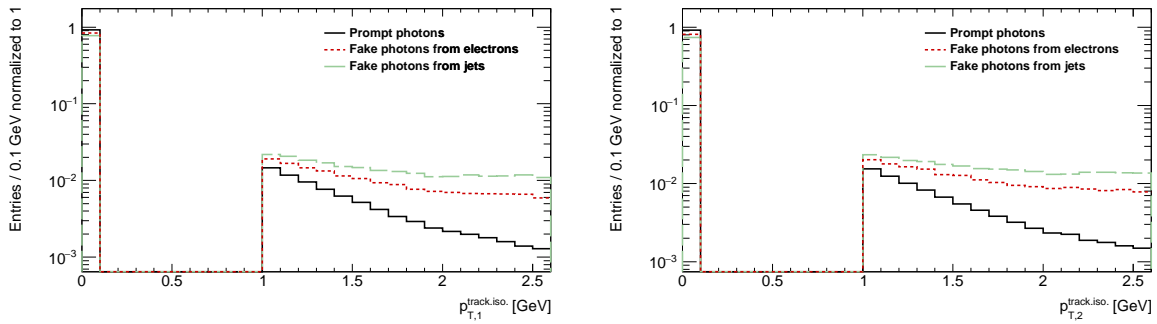 Entries / 0.1 GeV normalized to 1
1
10⁻¹
10⁻²
10⁻³
Prompt photons
Fake photons from electrons
Fake photons from jets
0 0.5 1 1.5 2 2.5
p_{T,1}^{track.iso.} [GeV]
Entries / 0.1 GeV normalized to 1
1
10⁻¹
10⁻²
10⁻³
Prompt photons
Fake photons from electrons
Fake photons from jets
0 0.5 1 1.5 2 2.5
p_{T,2}^{track.iso.} [GeV]